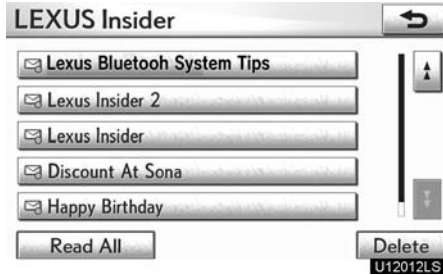 LEXUS Insider
Lexus Bluetooh System Tips
Lexus Insider 2
Lexus Insider
Discount At Sona
Happy Birthday
Read All
Delete
U12012LS